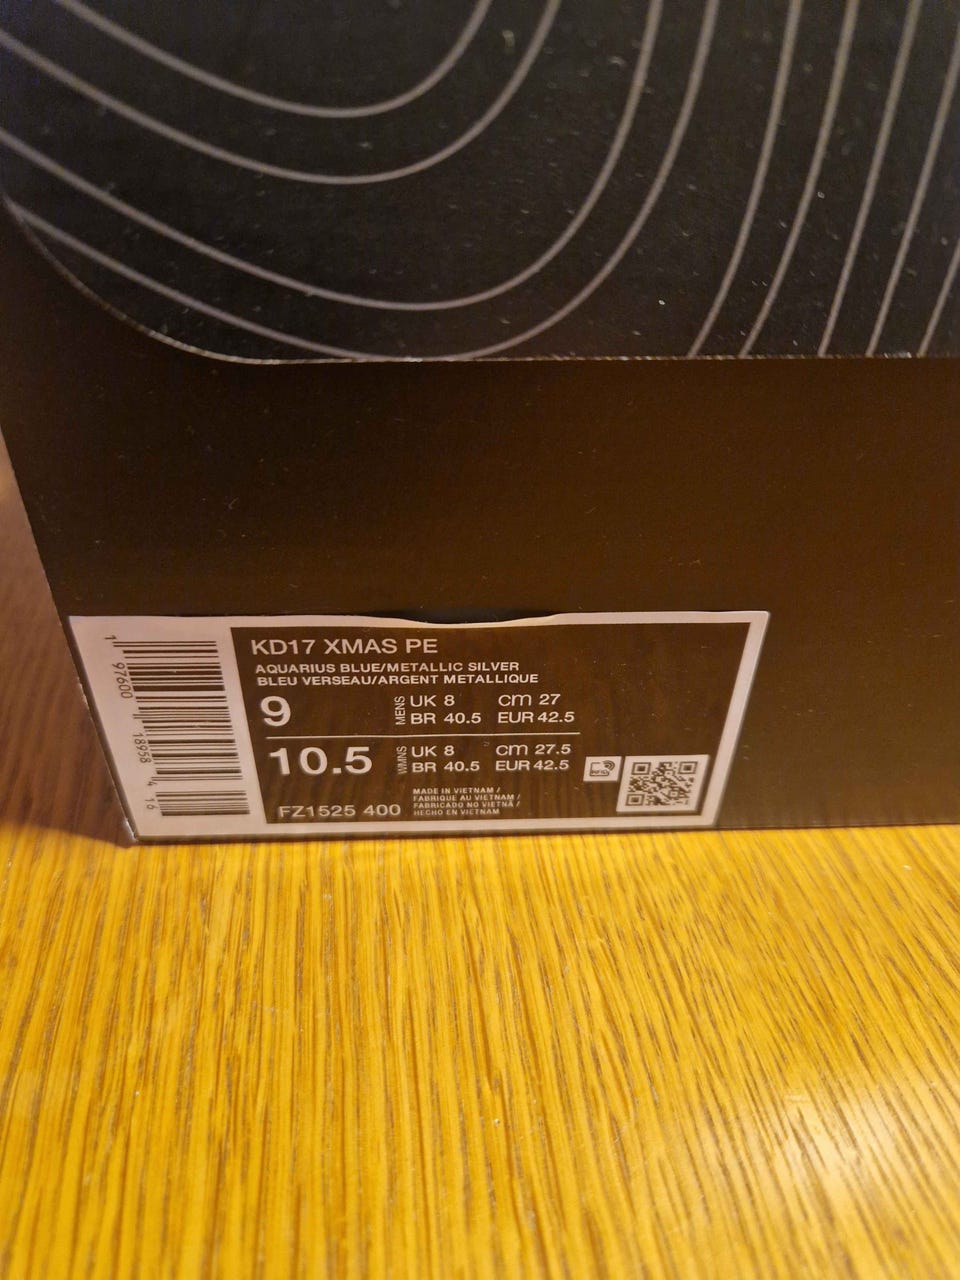 KD17 XMAS PE
AQUARIUS BLUE/METALLIC SILVER
BLEU VERSEAU/ARGENT METALLIQUE
9 MENS UK 8 cm 27
BR 40.5 EUR 42.5
10.5 WMNS UK 8 cm 27.5
BR 40.5 EUR 42.5
MADE IN VIETNAM /
FABRIQUE AU VIETNAM /
FABRICADO NO VIETNÃ /
HECHO EN VIETNAM
FZ1525 400
RFID
1 97600 18958 4 16